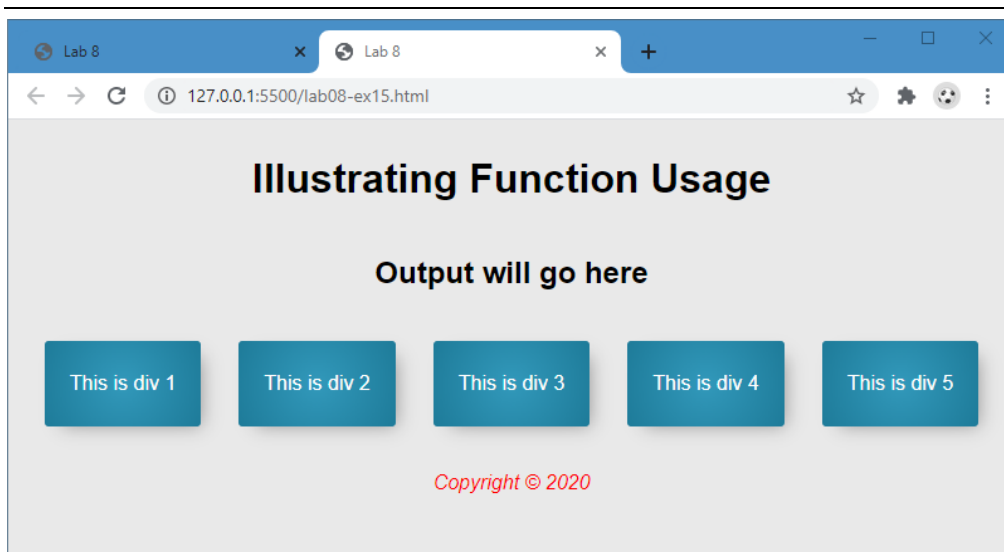 Lab 8
Lab 8
127.0.0.1:5500/lab08-ex15.html
Illustrating Function Usage
Output will go here
This is div 1 This is div 2 This is div 3 This is div 4 This is div 5
Copyright © 2020